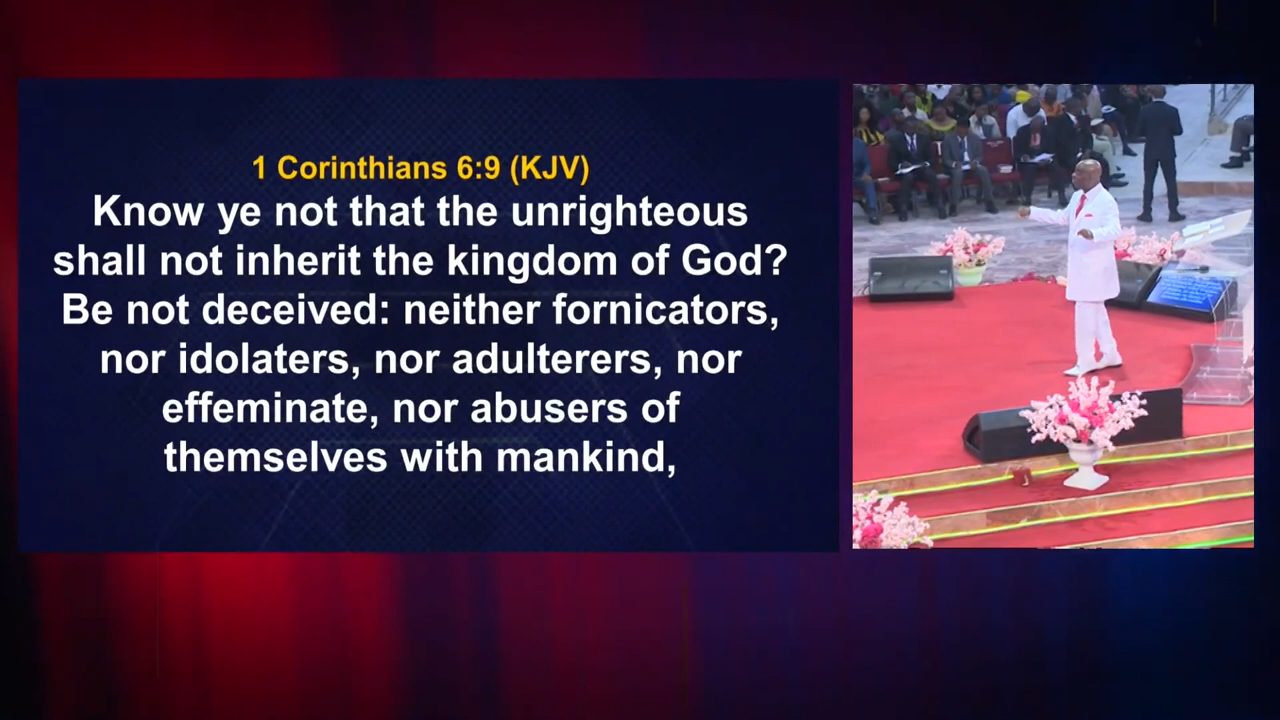 1 Corinthians 6:9 (KJV)
Know ye not that the unrighteous
shall not inherit the kingdom of God?
Be not deceived: neither fornicators,
nor idolaters, nor adulterers, nor
effeminate, nor abusers of
themselves with mankind,